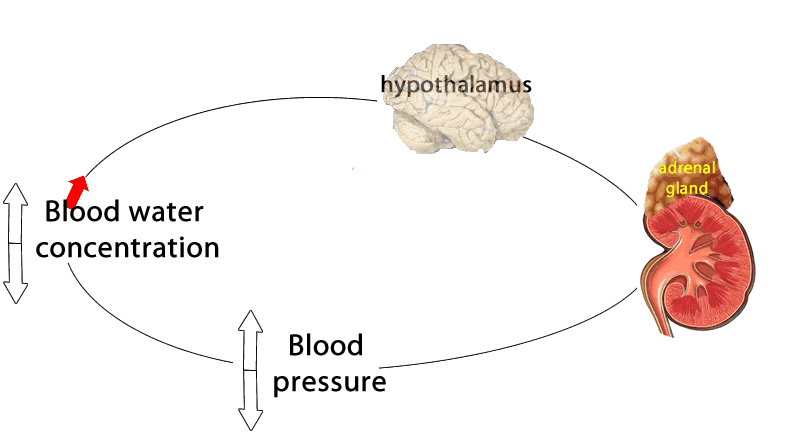 hypothalamus
adrenal
gland
Blood water
concentration
Blood
pressure